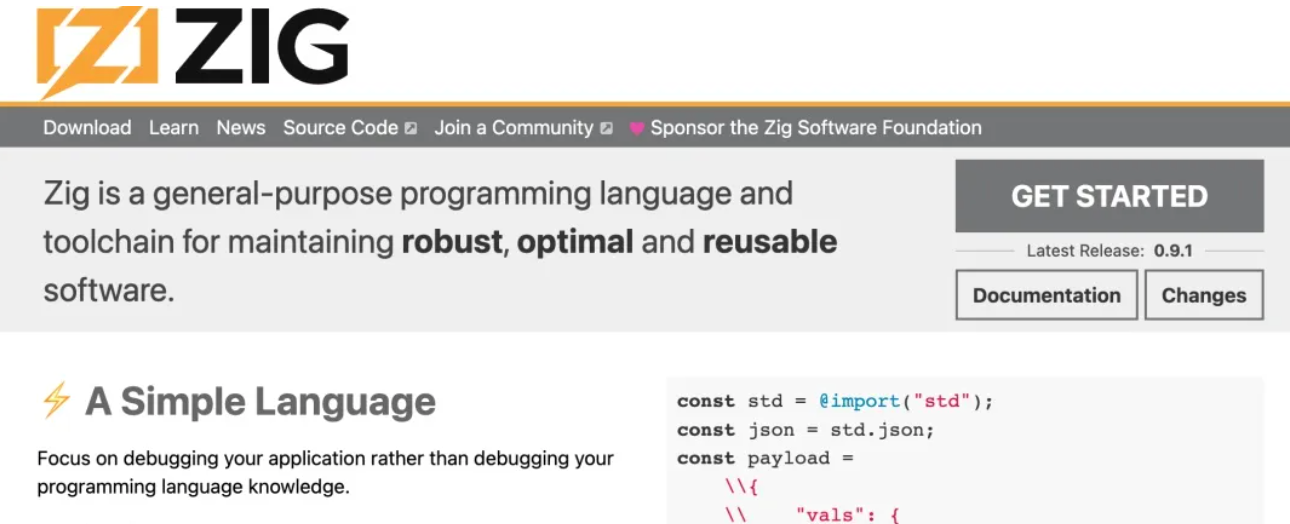 ZIG
Download Learn News Source Code Join a Community Sponsor the Zig Software Foundation
Zig is a general-purpose programming language and
toolchain for maintaining robust, optimal and reusable
software.
GET STARTED
Latest Release: 0.9.1
Documentation Changes
⚡ A Simple Language
Focus on debugging your application rather than debugging your
programming language knowledge.
const std = @import("std");
const json = std.json;
const payload =
    \\{
    \\    "vals": {